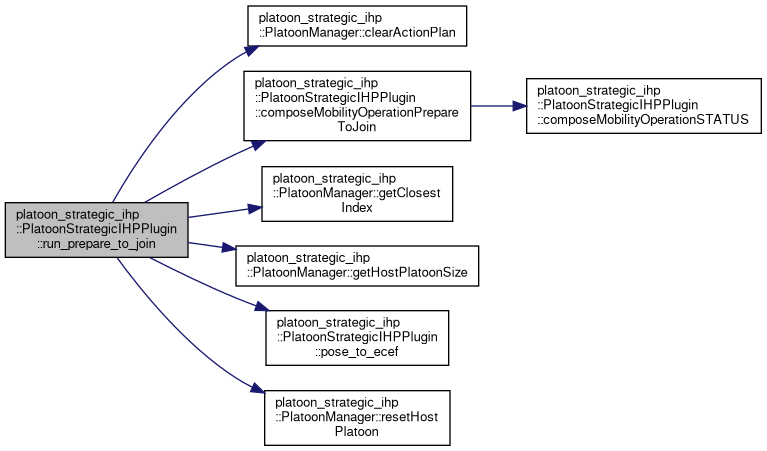 platoon_strategic_ihp
::PlatoonStrategicIHPPlugin
::run_prepare_to_join
platoon_strategic_ihp
::PlatoonManager::clearActionPlan
platoon_strategic_ihp
::PlatoonStrategicIHPPlugin
::composeMobilityOperationPrepare
ToJoin
platoon_strategic_ihp
::PlatoonStrategicIHPPlugin
::composeMobilityOperationSTATUS
platoon_strategic_ihp
::PlatoonManager::getClosest
Index
platoon_strategic_ihp
::PlatoonManager::getHostPlatoonSize
platoon_strategic_ihp
::PlatoonStrategicIHPPlugin
::pose_to_ecef
platoon_strategic_ihp
::PlatoonManager::resetHost
Platoon